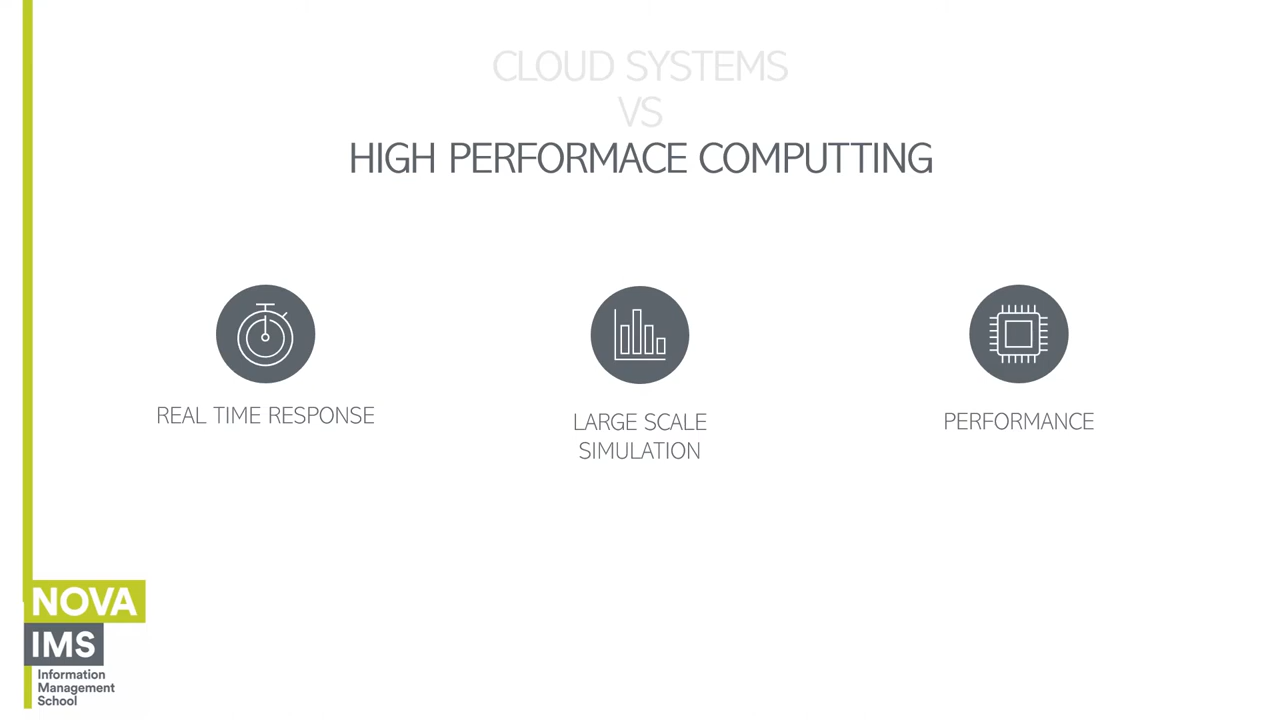 CLOUD SYSTEMS
VS
HIGH PERFORMACE COMPUTTING
REAL TIME RESPONSE
LARGE SCALE
SIMULATION
PERFORMANCE
NOVA
IMS
Information
Management
School